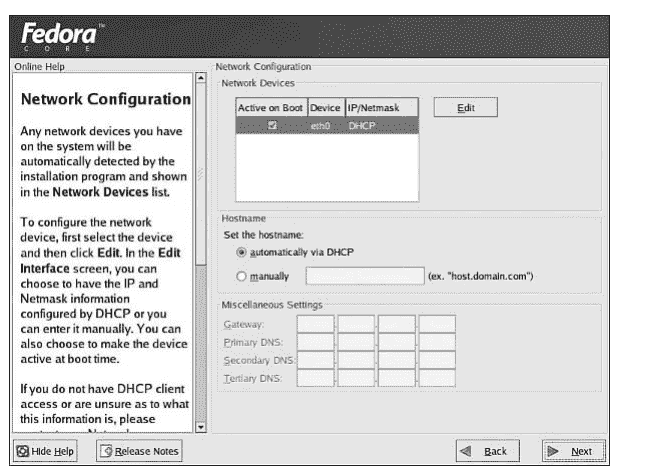 Fedora™
CORE
Online Help
Network Configuration
Any network devices you have
on the system will be
automatically detected by the
installation program and shown
in the Network Devices list.
To configure the network
device, first select the device
and then click Edit. In the Edit
Interface screen, you can
choose to have the IP and
Netmask information
configured by DHCP or you
can enter it manually. You can
also choose to make the device
active at boot time.
If you do not have DHCP client
access or are unsure as to what
this information is, please
Hide Help
Release Notes
Network Configuration
Network Devices
Active on Boot Device IP/Netmask
eth0 DHCP
Edit
Hostname
Set the hostname:
automatically via DHCP
manually (ex. "host.domain.com")
Miscellaneous Settings
Gateway:
Primary DNS:
Secondary DNS:
Tertiary DNS:
Back
Next